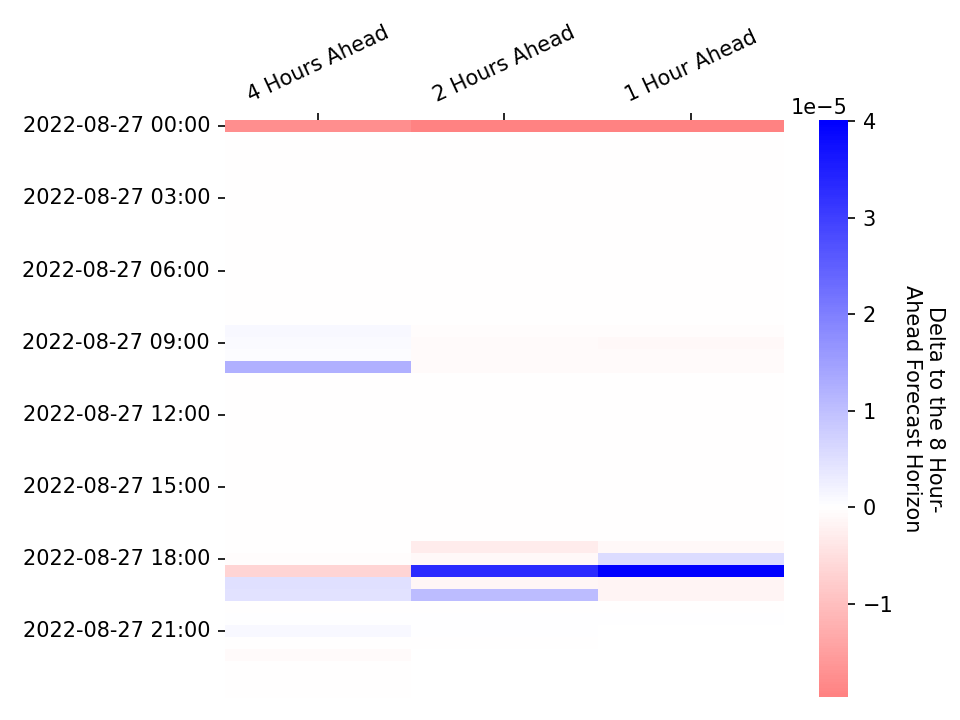 4 Hours Ahead
2 Hours Ahead
1 Hour Ahead
1e−5
2022-08-27 00:00
2022-08-27 03:00
2022-08-27 06:00
2022-08-27 09:00
2022-08-27 12:00
2022-08-27 15:00
2022-08-27 18:00
2022-08-27 21:00
4
3
2
1
0
−1
Delta to the 8 Hour-
Ahead Forecast Horizon